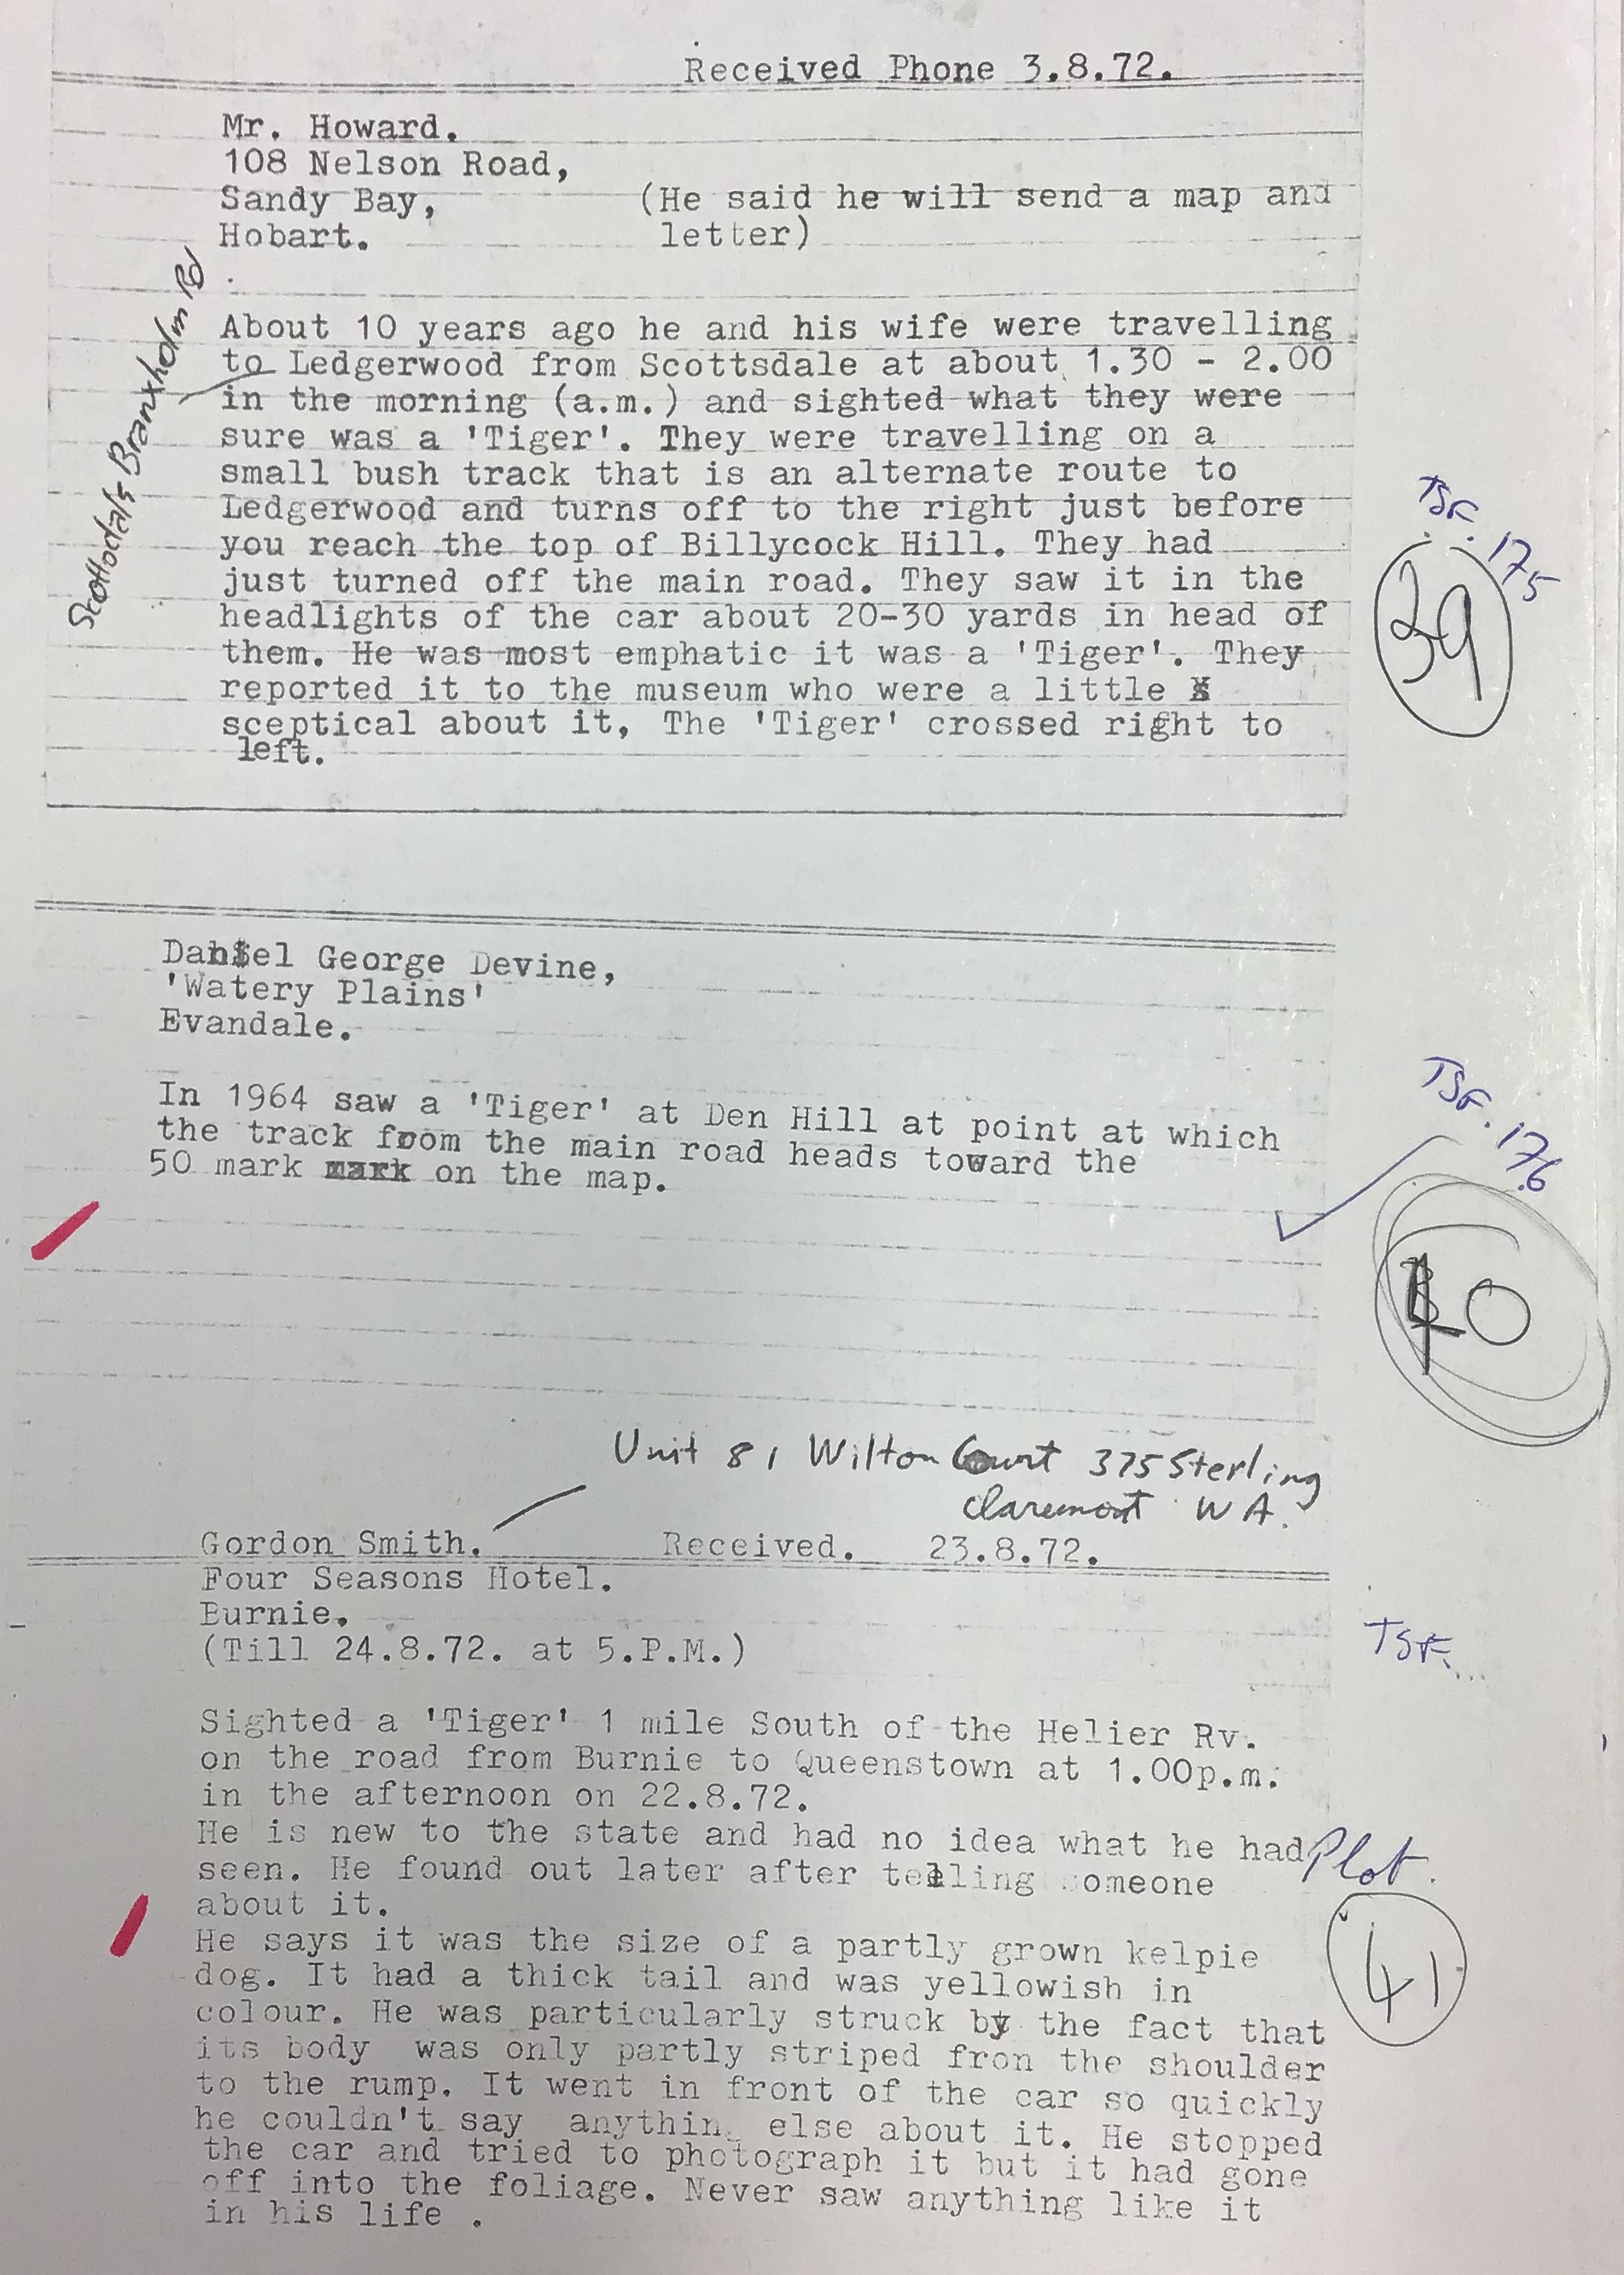 Received Phone 3.8.72.
Mr. Howard.
108 Nelson Road,
Sandy Bay, (He said he will send a map and
Hobart. letter)
Scottsdale Branxholm Rd
About 10 years ago he and his wife were travelling
to Ledgerwood from Scottsdale at about 1.30 - 2.00
in the morning (a.m.) and sighted what they were
sure was a 'Tiger'. They were travelling on a
small bush track that is an alternate route to
Ledgerwood and turns off to the right just before
you reach the top of Billycock Hill. They had
just turned off the main road. They saw it in the
headlights of the car about 20-30 yards in head of
them. He was most emphatic it was a 'Tiger'. They
reported it to the museum who were a little
sceptical about it, The 'Tiger' crossed right to
left.
TSF. 175
39
Daniel George Devine,
'Watery Plains'
Evandale.
In 1964 saw a 'Tiger' at Den Hill at point at which
the track from the main road heads toward the
50 mark mark on the map.
TSF. 176
40
Unit 81 Wilton Court 375 Sterling
Claremont WA.
Gordon Smith. Received. 23.8.72.
Four Seasons Hotel.
Burnie.
(Till 24.8.72. at 5.P.M.)
TSF....
Sighted a 'Tiger' 1 mile South of the Helier Rv.
on the road from Burnie to Queenstown at 1.00p.m.
in the afternoon on 22.8.72.
He is new to the state and had no idea what he had
seen. He found out later after telling someone
about it.
Plot.
41
He says it was the size of a partly grown kelpie
dog. It had a thick tail and was yellowish in
colour. He was particularly struck by the fact that
its body was only partly striped fron the shoulder
to the rump. It went in front of the car so quickly
he couldn't say anythin else about it. He stopped
the car and tried to photograph it but it had gone
off into the foliage. Never saw anything like it
in his life .